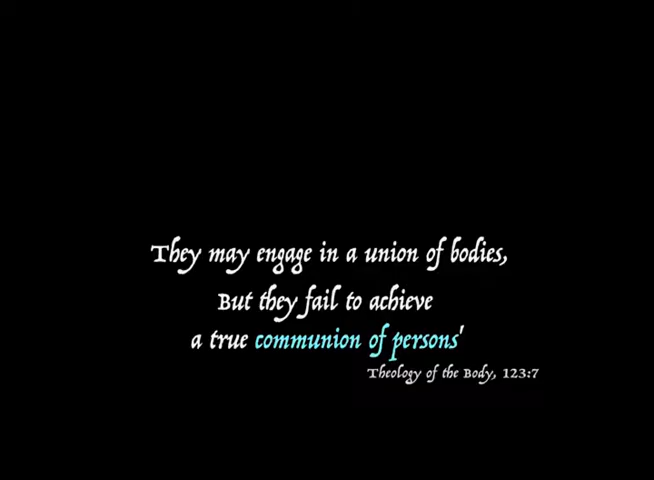 They may engage in a union of bodies,
But they fail to achieve
a true communion of persons'
Theology of the Body, 123:7